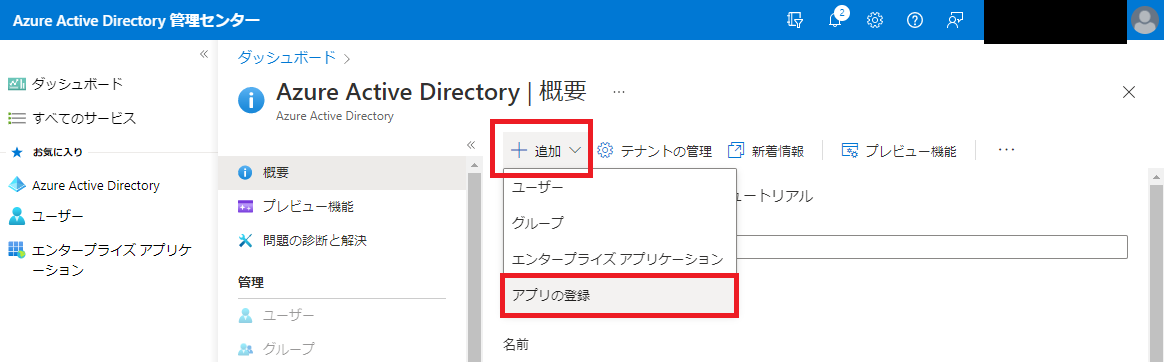 Azure Active Directory 管理センター
2
ダッシュボード
すべてのサービス
お気に入り
Azure Active Directory
ユーザー
エンタープライズ アプリケ
ーション
ダッシュボード
Azure Active Directory | 概要
Azure Active Directory
概要
プレビュー機能
問題の診断と解決
管理
ユーザー
グループ
追加
テナントの管理
新着情報
プレビュー機能
ユーザー
グループ
エンタープライズ アプリケーション
アプリの登録
ュートリアル
名前